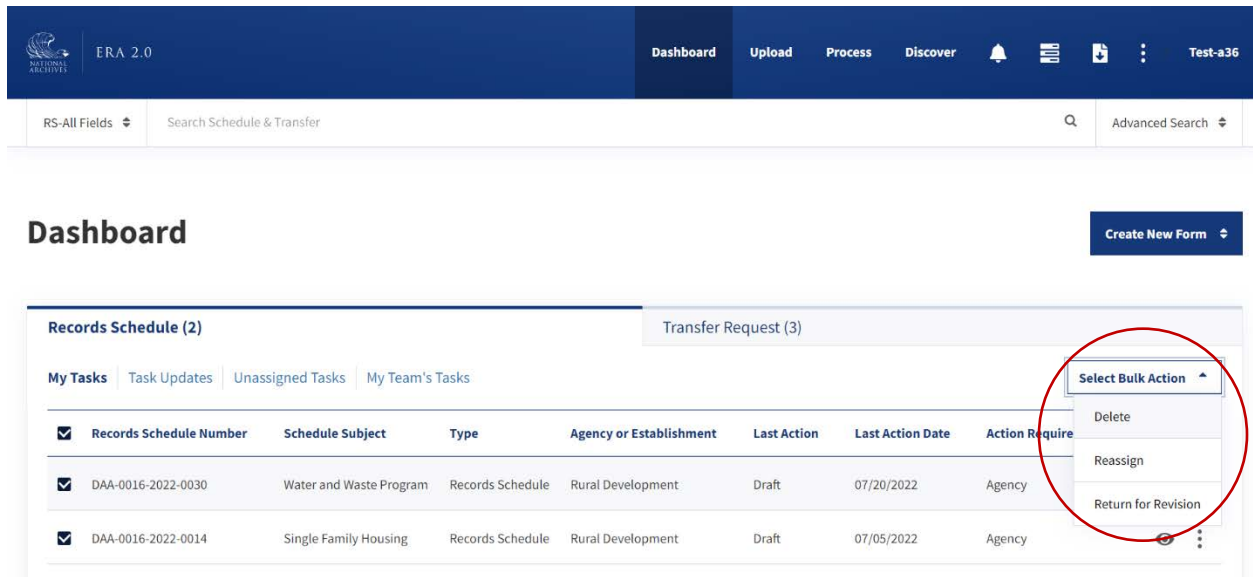 NATIONAL
ARCHIVES
ERA 2.0
Dashboard Upload Process Discover Test-a36
RS-All Fields Search Schedule & Transfer Advanced Search
Dashboard
Create New Form
Records Schedule (2) Transfer Request (3)
My Tasks Task Updates Unassigned Tasks My Team's Tasks Select Bulk Action
Delete
Records Schedule Number Schedule Subject Type Agency or Establishment Last Action Last Action Date Action Require
Reassign
DAA-0016-2022-0030 Water and Waste Program Records Schedule Rural Development Draft 07/20/2022 Agency
Return for Revision
DAA-0016-2022-0014 Single Family Housing Records Schedule Rural Development Draft 07/05/2022 Agency